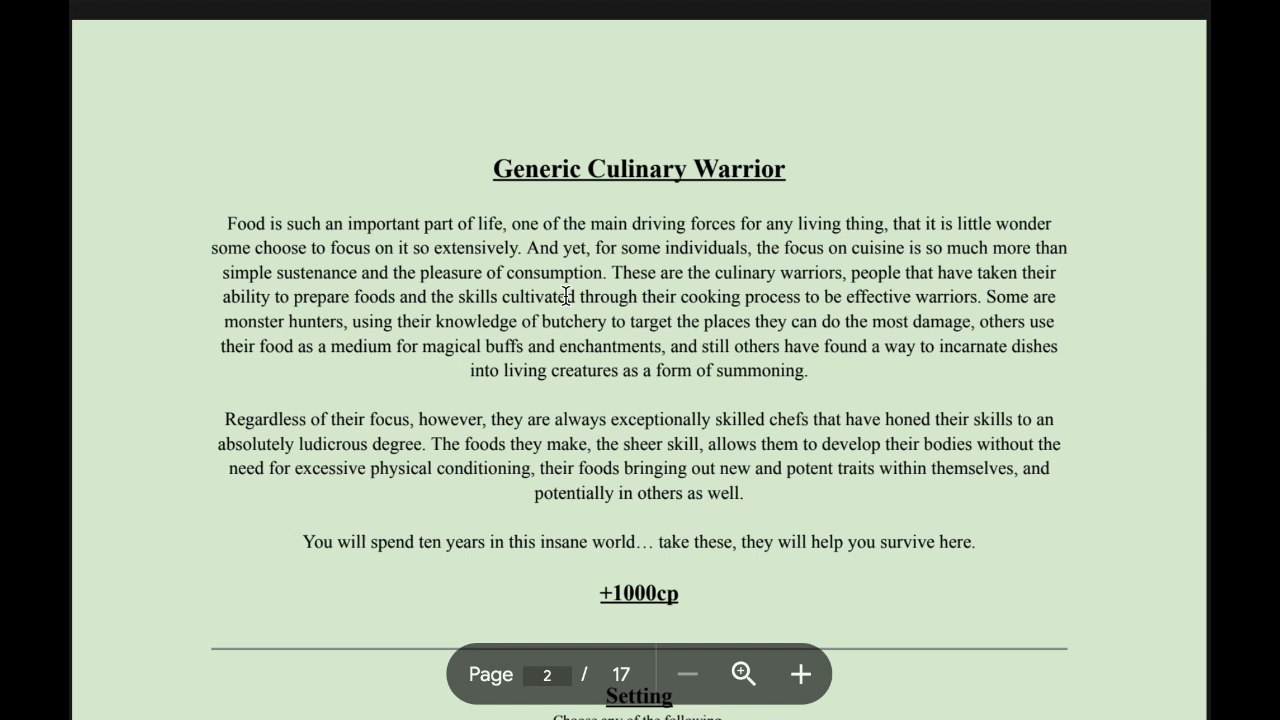 Generic Culinary Warrior
Food is such an important part of life, one of the main driving forces for any living thing, that it is little wonder
some choose to focus on it so extensively. And yet, for some individuals, the focus on cuisine is so much more than
simple sustenance and the pleasure of consumption. These are the culinary warriors, people that have taken their
ability to prepare foods and the skills cultivated through their cooking process to be effective warriors. Some are
monster hunters, using their knowledge of butchery to target the places they can do the most damage, others use
their food as a medium for magical buffs and enchantments, and still others have found a way to incarnate dishes
into living creatures as a form of summoning.
Regardless of their focus, however, they are always exceptionally skilled chefs that have honed their skills to an
absolutely ludicrous degree. The foods they make, the sheer skill, allows them to develop their bodies without the
need for excessive physical conditioning, their foods bringing out new and potent traits within themselves, and
potentially in others as well.
You will spend ten years in this insane world… take these, they will help you survive here.
+1000cp
Page 2 / 17
Setting
Choose any of the following